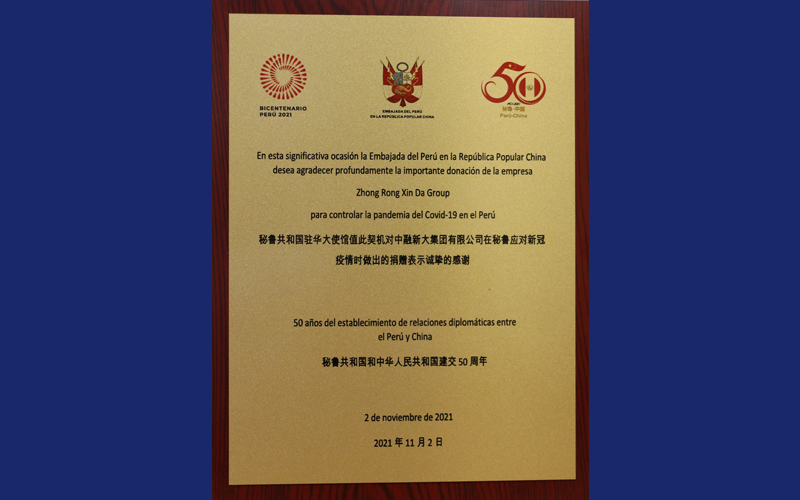 BICENTENARIO
PERÚ 2021
EMBAJADA DEL PERÚ
EN LA REPÚBLICA POPULAR CHINA
50
秘鲁·中国
Perú-China
En esta significativa ocasión la Embajada del Perú en la República Popular China
desea agradecer profundamente la importante donación de la empresa
Zhong Rong Xin Da Group
para controlar la pandemia del Covid-19 en el Perú
秘鲁共和国驻华大使馆值此契机对中融新大集团有限公司在秘鲁应对新冠
疫情时做出的捐赠表示诚挚的感谢
50 años del establecimiento de relaciones diplomáticas entre
el Perú y China
秘鲁共和国和中华人民共和国建交 50 周年
2 de noviembre de 2021
2021 年 11 月 2 日